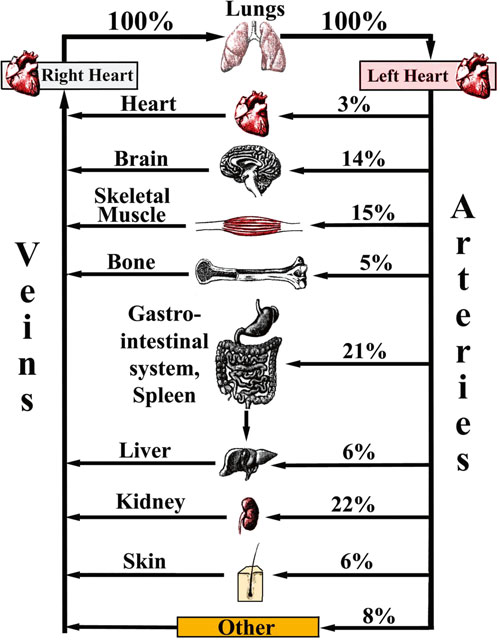 Lungs
100% 100%
Right Heart Left Heart
Heart 3%
Brain 14%
Skeletal
Muscle 15%
Bone 5%
Gastro-
intestinal
system,
Spleen
21%
Liver 6%
Kidney 22%
Skin 6%
Other 8%
Veins
Arteries